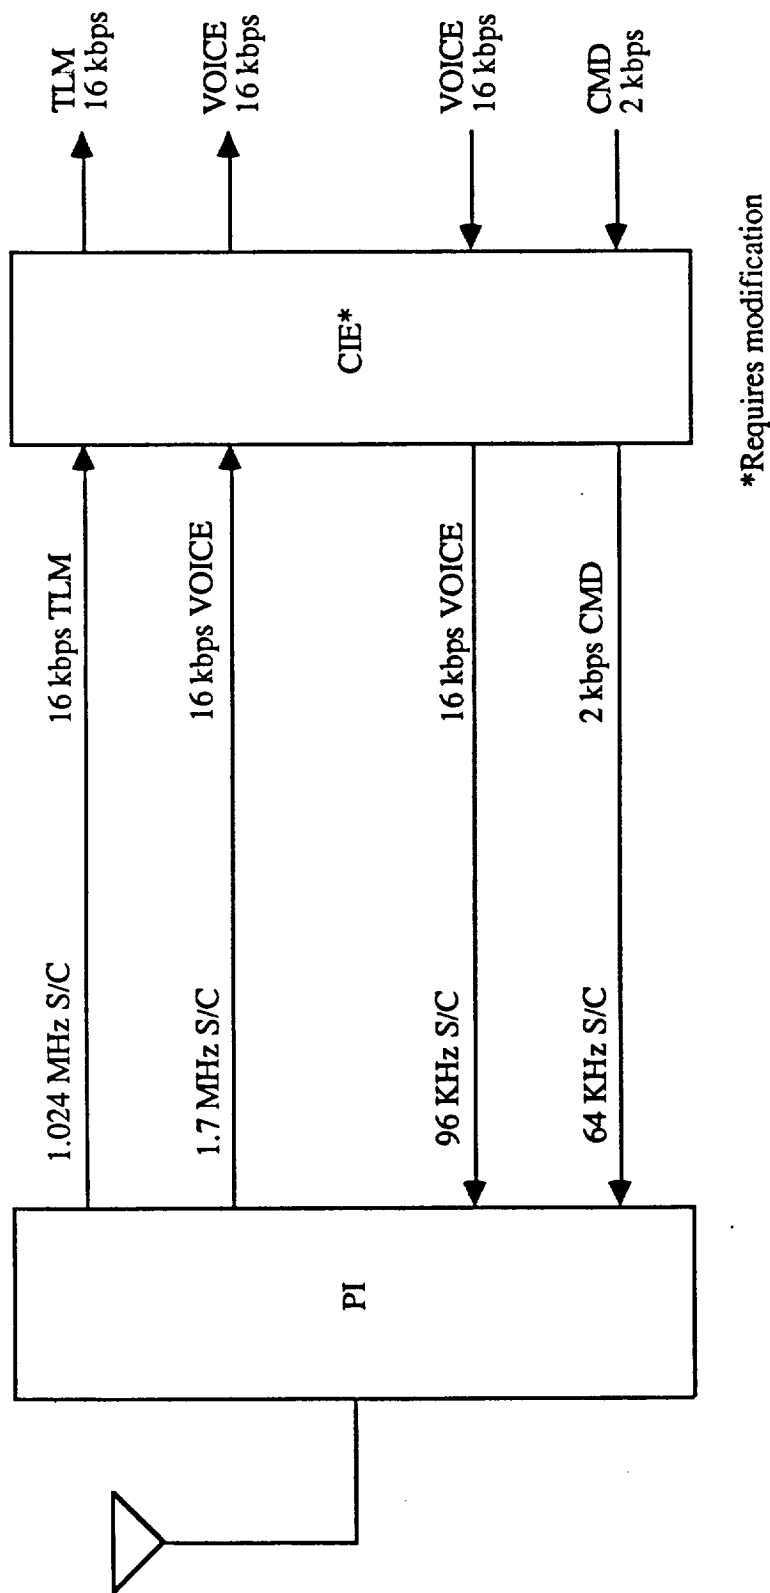 PI
1.024 MHz S/C
16 kbps TLM
1.7 MHz S/C
16 kbps VOICE
96 KHz S/C
16 kbps VOICE
64 KHz S/C
2 kbps CMD
CIE*
TLM
16 kbps
VOICE
16 kbps
VOICE
16 kbps
CMD
2 kbps
*Requires modification